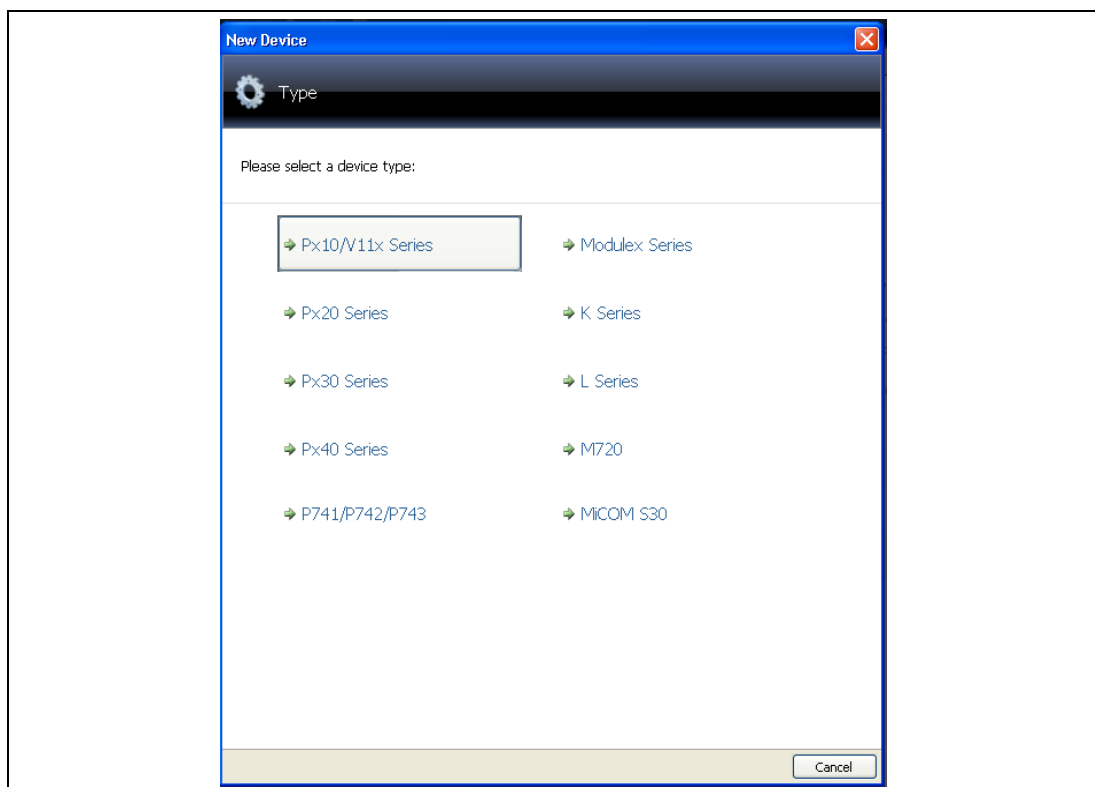 New Device
Type
Please select a device type:
Px10/V11x Series
Modulex Series
Px20 Series
K Series
Px30 Series
L Series
Px40 Series
M720
P741/P742/P743
MiCOM S30
Cancel